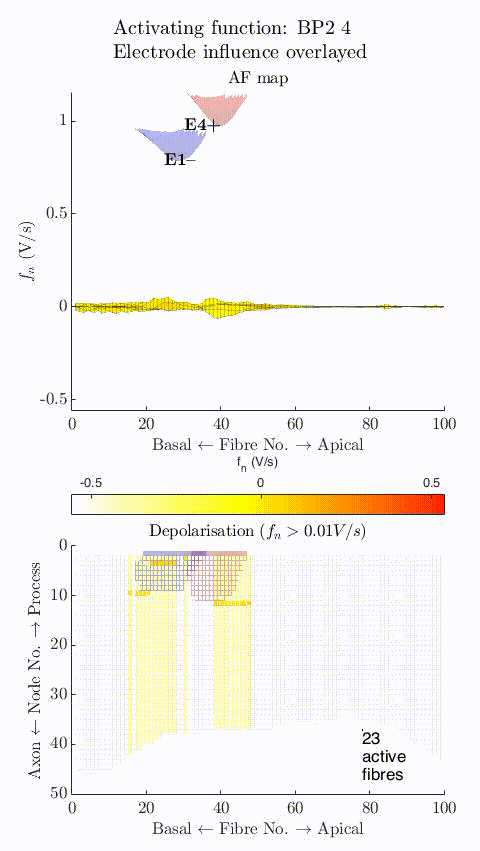 Activating function: BP2 4
Electrode influence overlayed
AF map
1
0.5
0
-0.5
fₙ (V/s)
E4+
E1–
0 20 40 60 80 100
Basal ← Fibre No. → Apical
fₙ (V/s)
-0.5 0 0.5
Depolarisation (fₙ > 0.01V/s)
0
10
20
30
40
50
Axon ← Node No. → Process
23
active
fibres
0 20 40 60 80 100
Basal ← Fibre No. → Apical